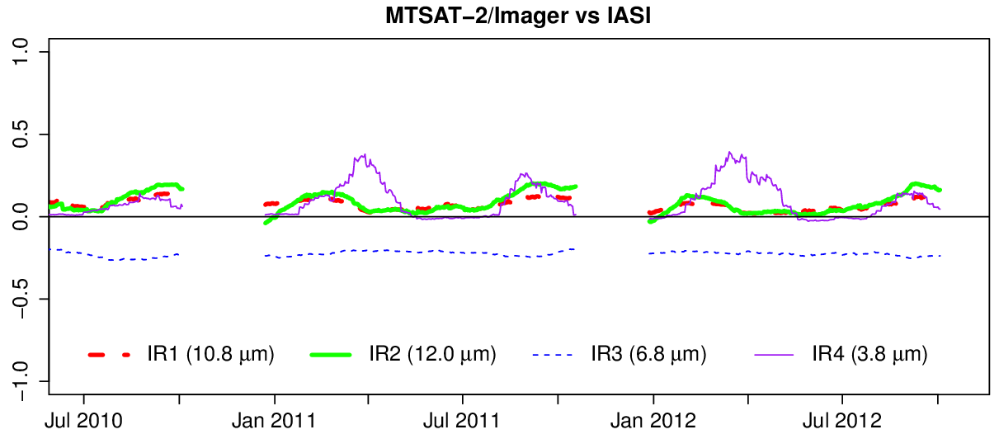 MTSAT−2/Imager vs IASI
1.0
0.5
0.0
−0.5
−1.0
IR1 (10.8 μm) IR2 (12.0 μm) IR3 (6.8 μm) IR4 (3.8 μm)
Jul 2010 Jan 2011 Jul 2011 Jan 2012 Jul 2012